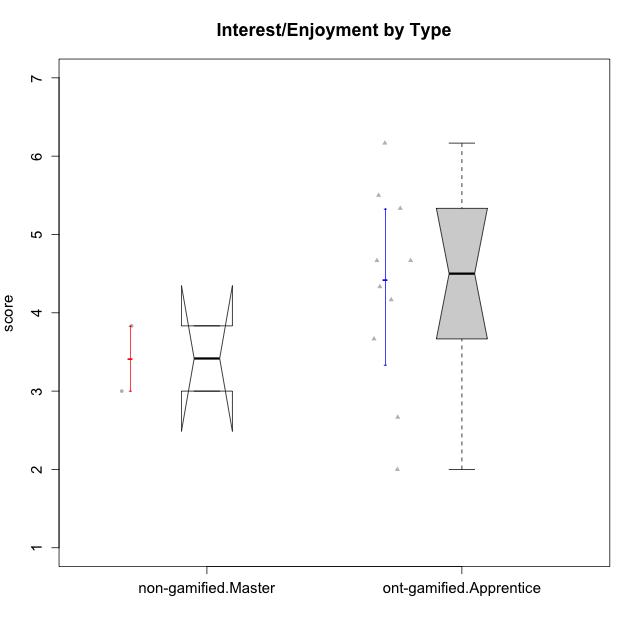 Interest/Enjoyment by Type
score
7
6
5
4
3
2
1
non-gamified.Master
ont-gamified.Apprentice